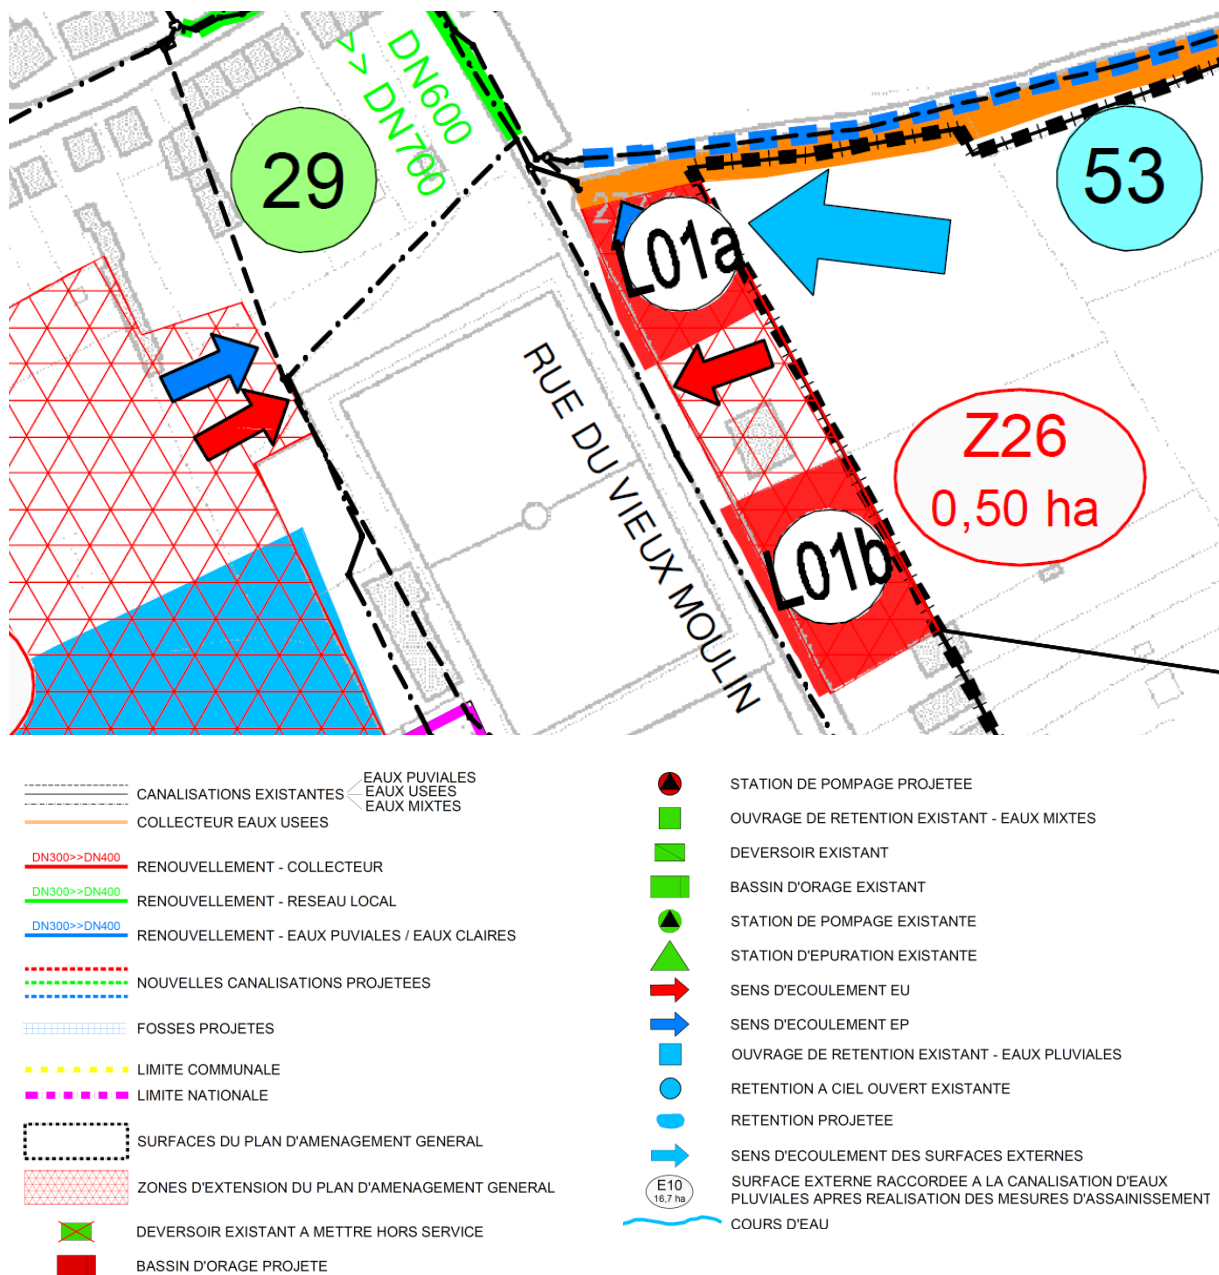 DN600
>> DN700
29
53
27
L01a
RUE DU VIEUX MOULIN
Z26
0,50 ha
L01b
CANALISATIONS EXISTANTES
EAUX PUVIALES
EAUX USEES
EAUX MIXTES
COLLECTEUR EAUX USEES
DN300>>DN400
RENOUVELLEMENT - COLLECTEUR
DN300>>DN400
RENOUVELLEMENT - RESEAU LOCAL
DN300>>DN400
RENOUVELLEMENT - EAUX PUVIALES / EAUX CLAIRES
NOUVELLES CANALISATIONS PROJETEES
FOSSES PROJETES
LIMITE COMMUNALE
LIMITE NATIONALE
SURFACES DU PLAN D'AMENAGEMENT GENERAL
ZONES D'EXTENSION DU PLAN D'AMENAGEMENT GENERAL
DEVERSOIR EXISTANT A METTRE HORS SERVICE
BASSIN D'ORAGE PROJETE
STATION DE POMPAGE PROJETEE
OUVRAGE DE RETENTION EXISTANT - EAUX MIXTES
DEVERSOIR EXISTANT
BASSIN D'ORAGE EXISTANT
STATION DE POMPAGE EXISTANTE
STATION D'EPURATION EXISTANTE
SENS D'ECOULEMENT EU
SENS D'ECOULEMENT EP
OUVRAGE DE RETENTION EXISTANT - EAUX PLUVIALES
RETENTION A CIEL OUVERT EXISTANTE
RETENTION PROJETEE
SENS D'ECOULEMENT DES SURFACES EXTERNES
E10
16,7 ha
SURFACE EXTERNE RACCORDEE A LA CANALISATION D'EAUX
PLUVIALES APRES REALISATION DES MESURES D'ASSAINISSEMENT
COURS D'EAU